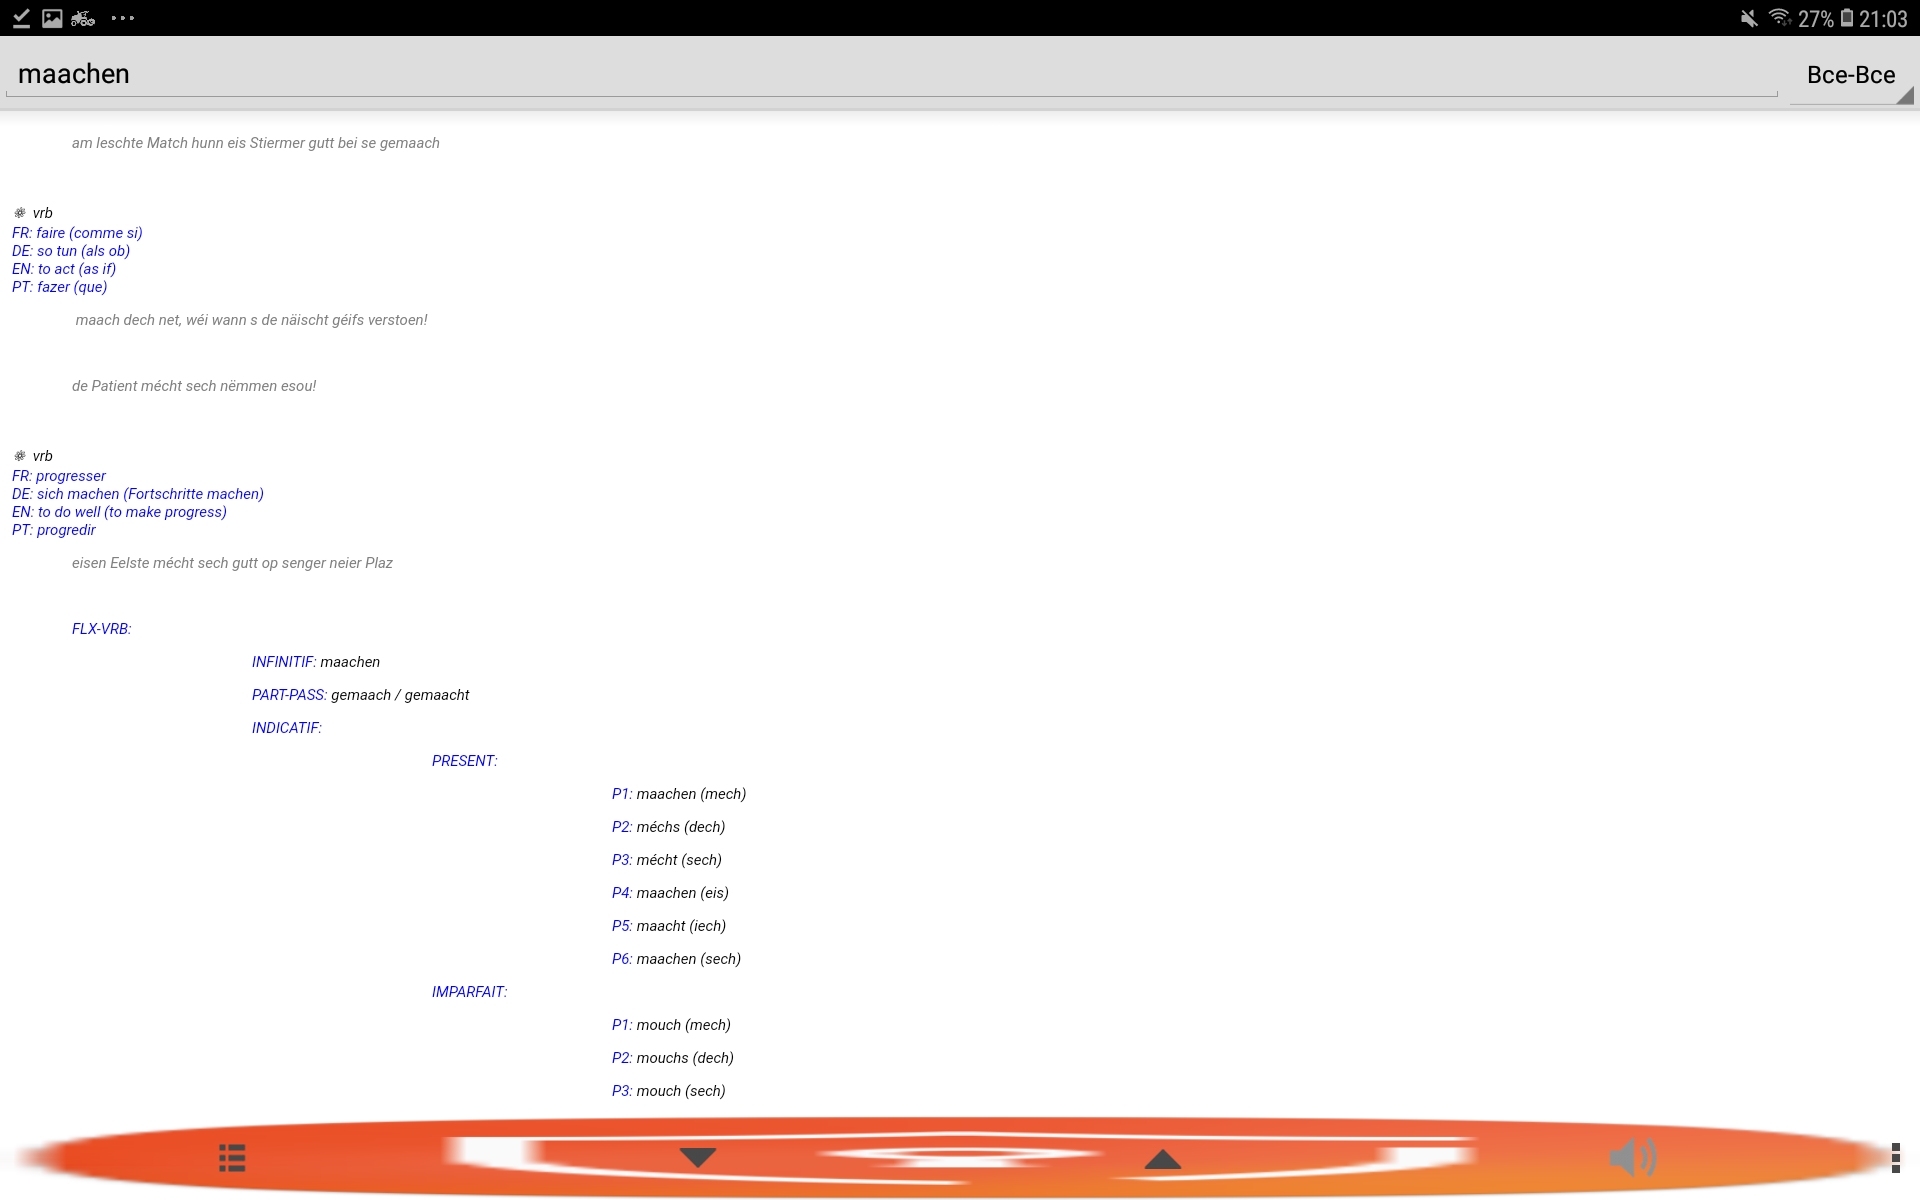 27% 21:03
maachen
Все-Все
am leschte Match hunn eis Stiermer gutt bei se gemaach
vrb
FR: faire (comme si)
DE: so tun (als ob)
EN: to act (as if)
PT: fazer (que)
maach dech net, wéi wann s de näischt géifs verstoen!
de Patient mécht sech nëmmen esou!
vrb
FR: progresser
DE: sich machen (Fortschritte machen)
EN: to do well (to make progress)
PT: progredir
eisen Eelste mécht sech gutt op senger neier Plaz
FLX-VRB:
INFINITIF: maachen
PART-PASS: gemaach / gemaacht
INDICATIF:
PRESENT:
P1: maachen (mech)
P2: méchs (dech)
P3: mécht (sech)
P4: maachen (eis)
P5: maacht (iech)
P6: maachen (sech)
IMPARFAIT:
P1: mouch (mech)
P2: mouchs (dech)
P3: mouch (sech)